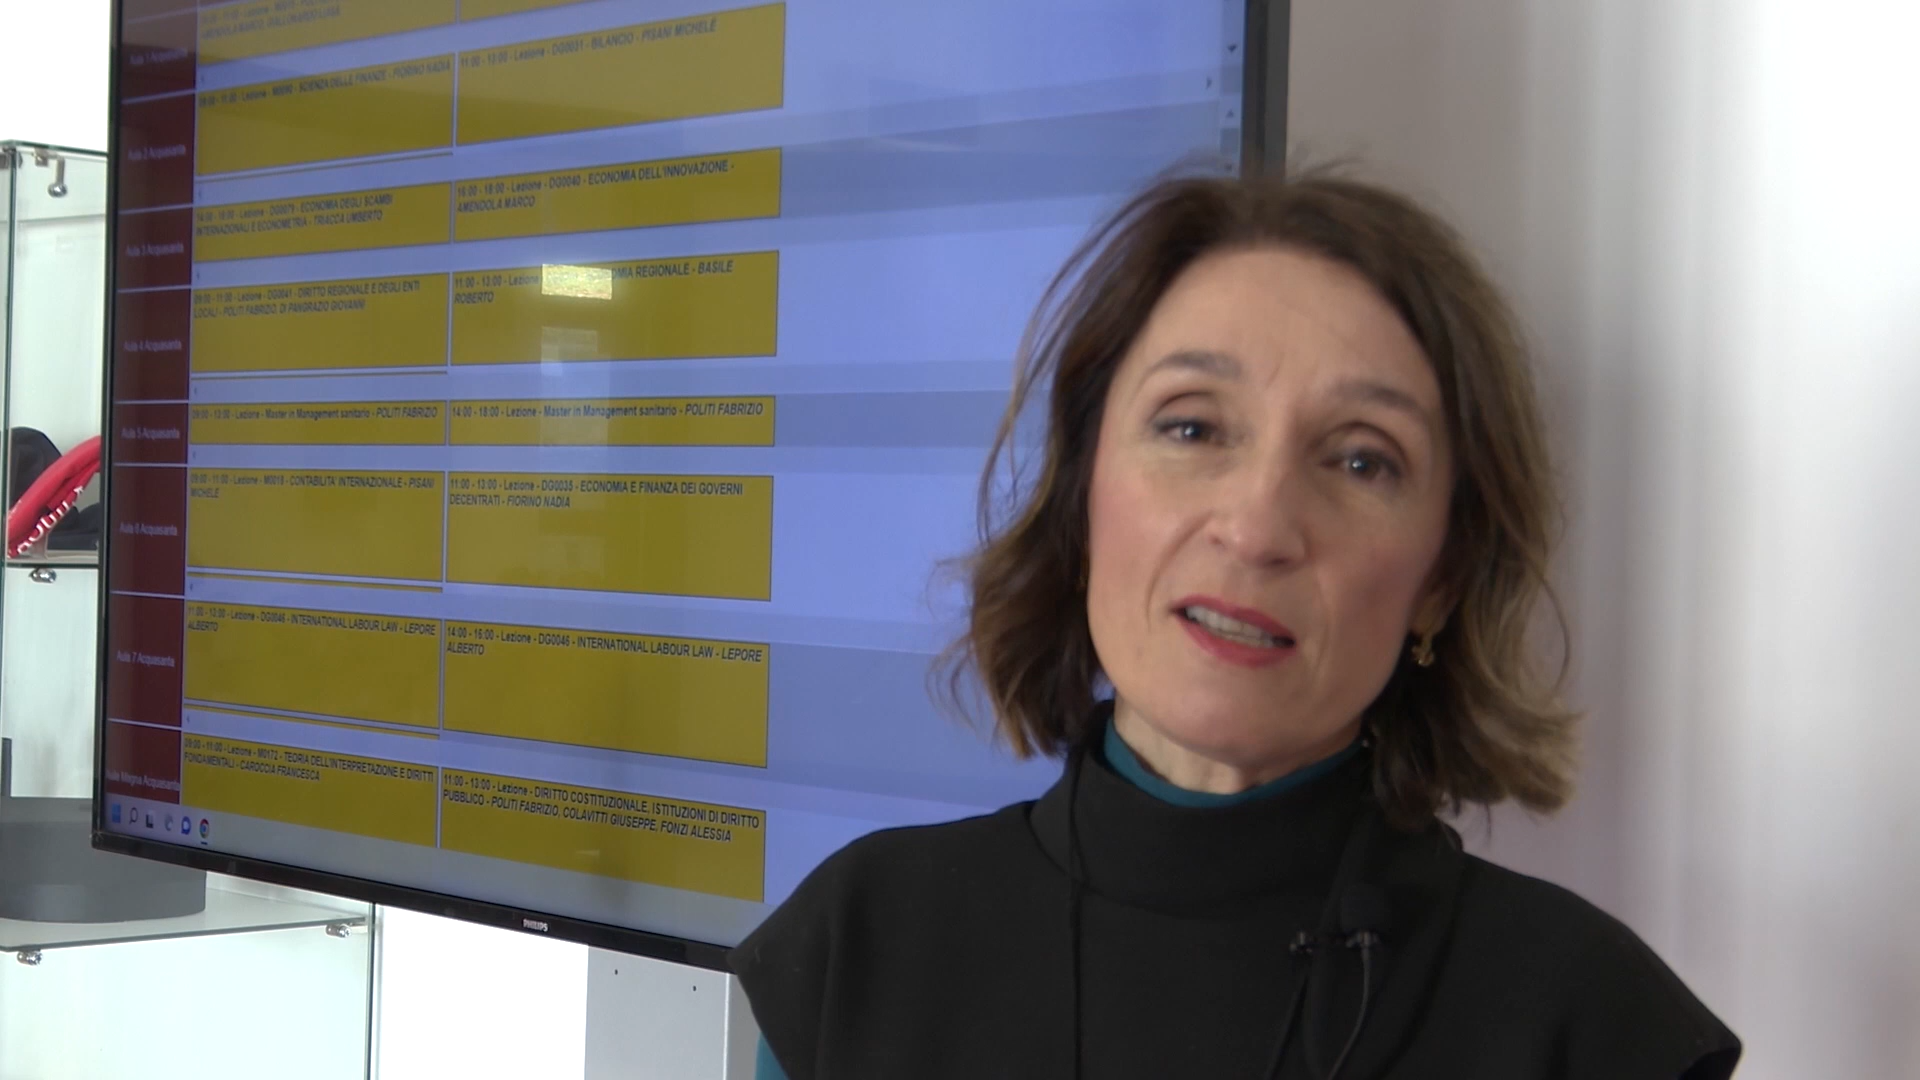 Aula 1 Acquasanta
11:00 - 13:00 - Lezione - DG0031 - BILANCIO - PISANI MICHELE
Aula 2 Acquasanta
09:00 - 11:00 - Lezione - - SCIENZA DELLE FINANZE - FIORINO NADIA
Aula 3 Acquasanta
14:00 - 16:00 - Lezione - DG0079 - ECONOMIA DEGLI SCAMBI
INTERNAZIONALI E ECONOMETRIA - TRIACCA UMBERTO
16:00 - 18:00 - Lezione - DG0040 - ECONOMIA DELL'INNOVAZIONE -
AMENDOLA MARCO
Aula 4 Acquasanta
09:00 - 11:00 - Lezione - DG0041 - DIRITTO REGIONALE E DEGLI ENTI
LOCALI - POLITI FABRIZIO, DI PANGRAZIO GIOVANNI
11:00 - 13:00 - Lezione REGIONALE - BASILE
ROBERTO
Aula 5 Acquasanta
09:00 - 13:00 - Lezione - Master in Management sanitario - POLITI FABRIZIO
14:00 - 18:00 - Lezione - Master in Management sanitario - POLITI FABRIZIO
Aula 6 Acquasanta
09:00 - 11:00 - Lezione - M0018 - CONTABILITA' INTERNAZIONALE - PISANI
MICHELE
11:00 - 13:00 - Lezione - DG0035 - ECONOMIA E FINANZA DEI GOVERNI
DECENTRATI - FIORINO NADIA
Aula 7 Acquasanta
11:00 - 13:00 - Lezione - DG0046 - INTERNATIONAL LABOUR LAW - LEPORE
ALBERTO
14:00 - 16:00 - Lezione - DG0046 - INTERNATIONAL LABOUR LAW - LEPORE
ALBERTO
Aula Magna Acquasanta
09:00 - 11:00 - Lezione - M0172 - TEORIA DELL'INTERPRETAZIONE E DIRITTI
FONDAMENTALI - CAROCCIA FRANCESCA
11:00 - 13:00 - Lezione - DIRITTO COSTITUZIONALE, ISTITUZIONI DI DIRITTO
PUBBLICO - POLITI FABRIZIO, COLAVITTI GIUSEPPE, FONZI ALESSIA
PHILIPS